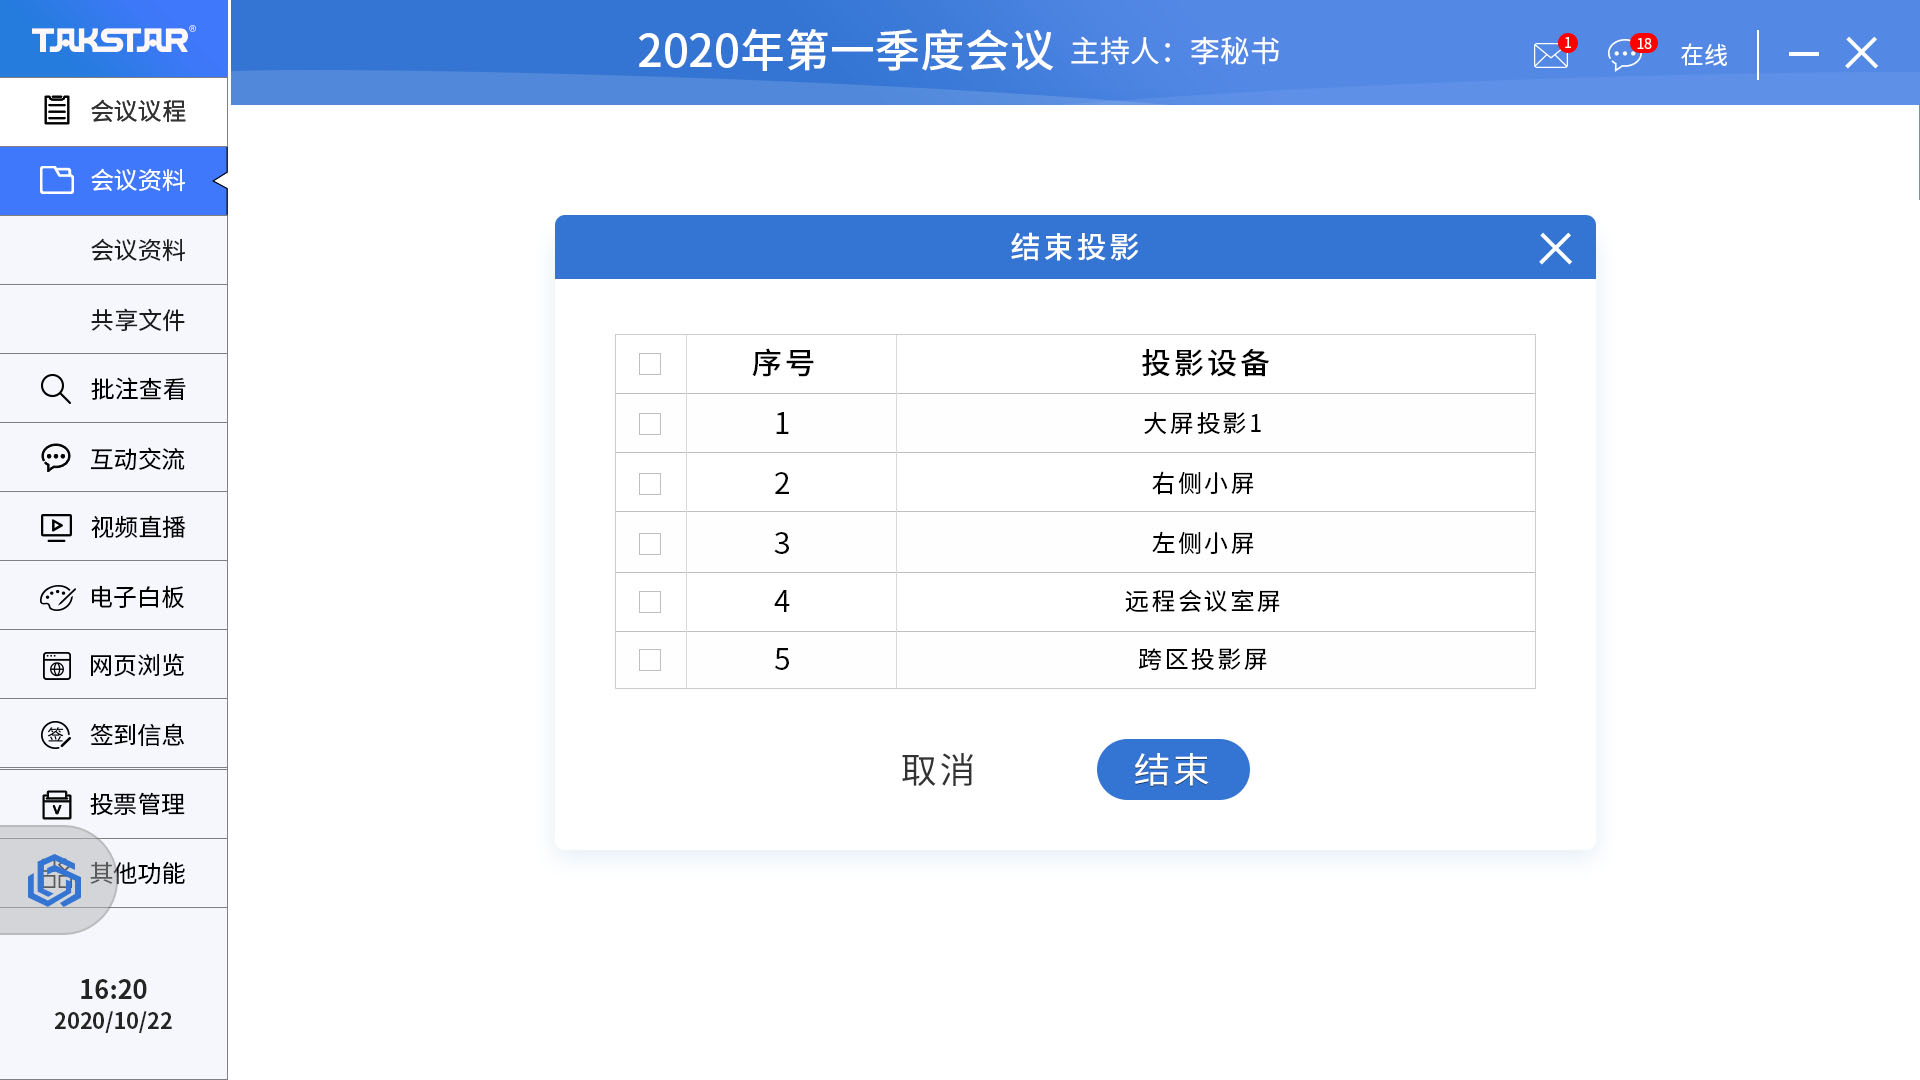 TAKSTAR®
2020年第一季度会议 主持人：李秘书
1
18
在线
会议议程
会议资料
会议资料
共享文件
批注查看
互动交流
视频直播
电子白板
网页浏览
签
签到信息
V
投票管理
其他功能
16:20
2020/10/22
结束投影
序号 投影设备
1 大屏投影1
2 右侧小屏
3 左侧小屏
4 远程会议室屏
5 跨区投影屏
取消 结束